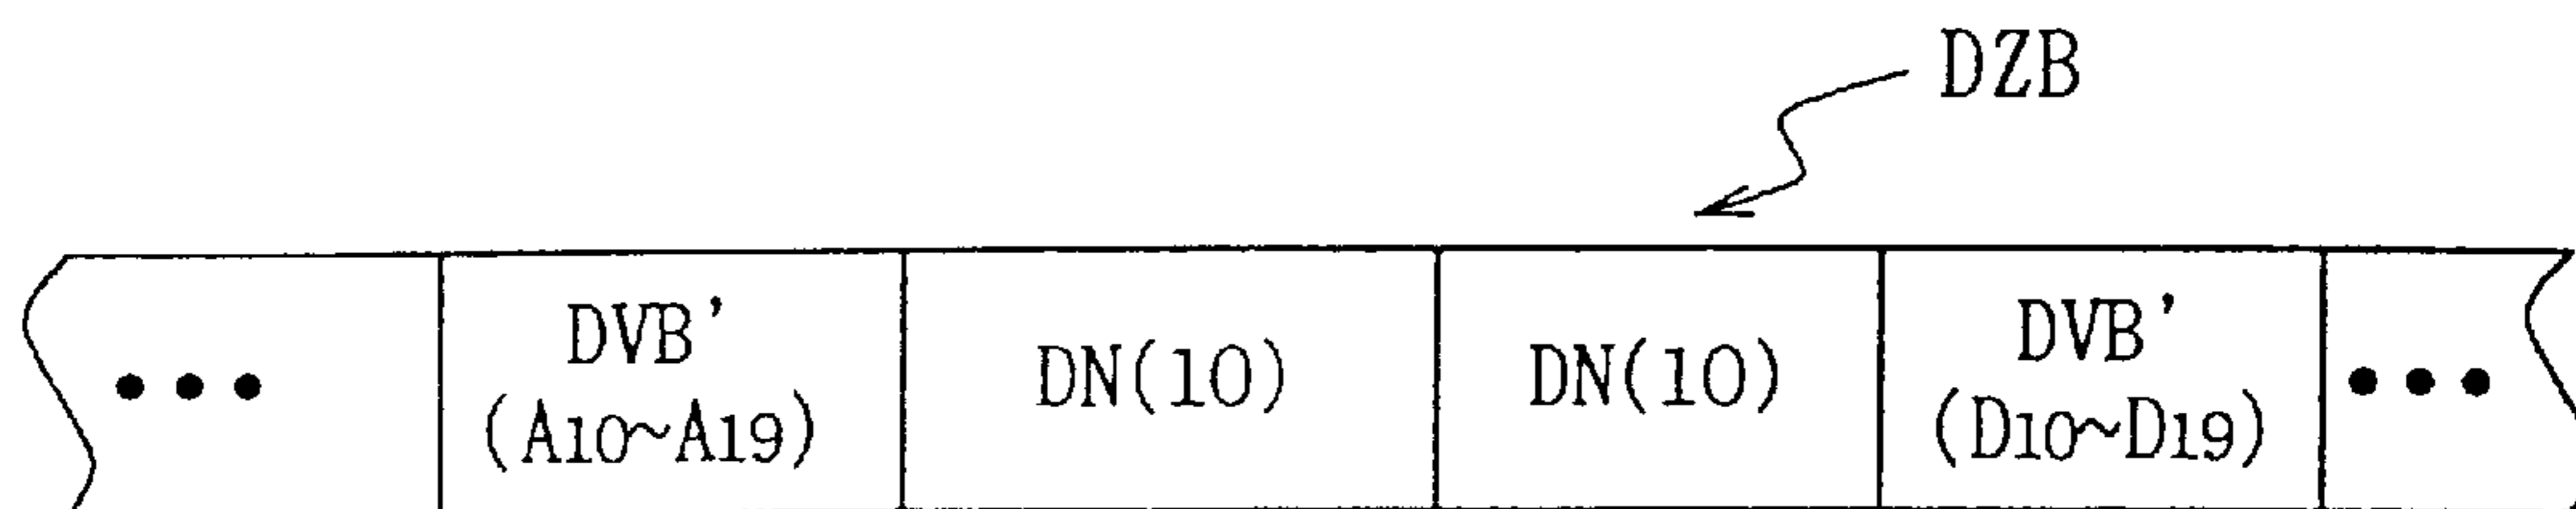 DZB
••• DVB' DN(10) DN(10) DVB' •••
(A10~A19) (D10~D19)